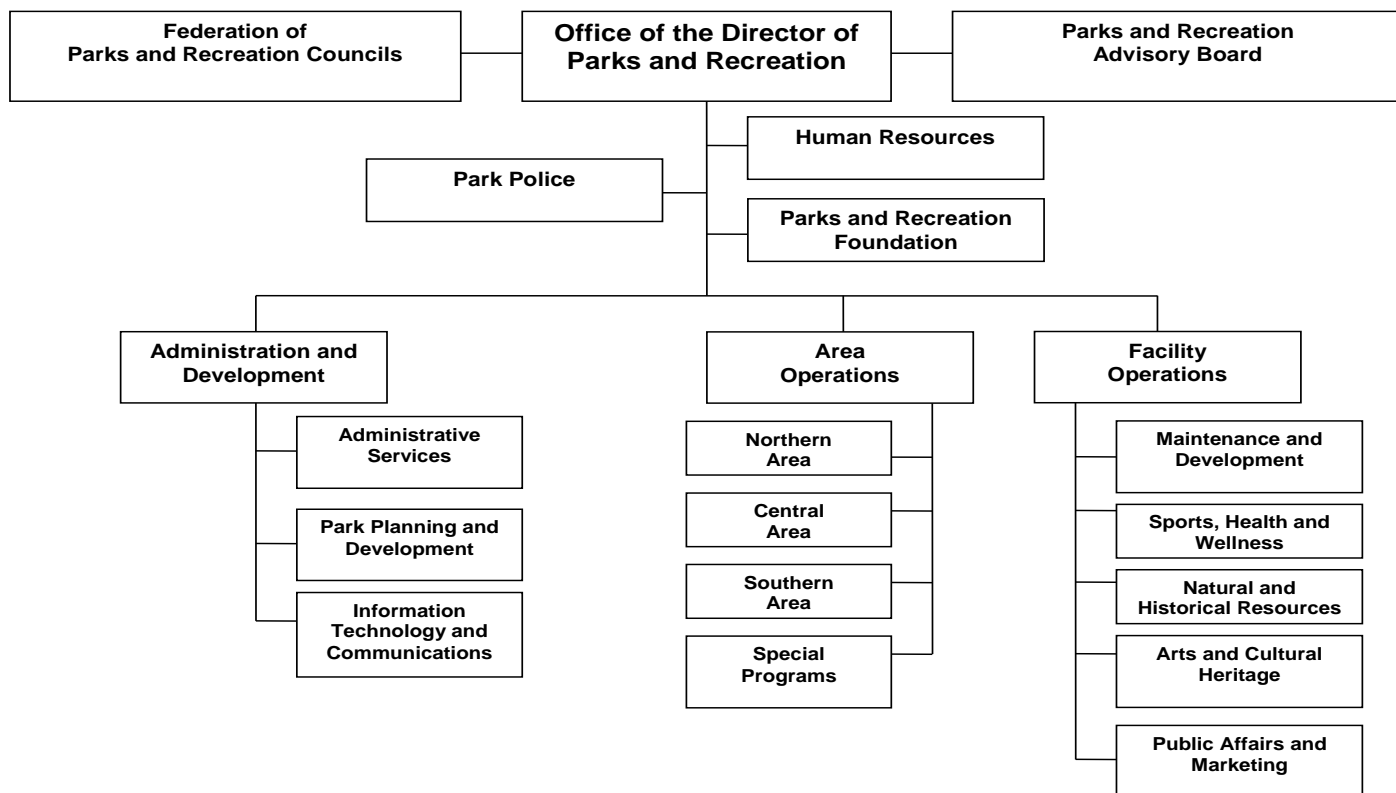 Federation of
Parks and Recreation Councils
Office of the Director of
Parks and Recreation
Parks and Recreation
Advisory Board
Human Resources
Park Police
Parks and Recreation
Foundation
Administration and
Development
Area
Operations
Facility
Operations
Administrative
Services
Park Planning and
Development
Information
Technology and
Communications
Northern
Area
Central
Area
Southern
Area
Special
Programs
Maintenance and
Development
Sports, Health and
Wellness
Natural and
Historical Resources
Arts and Cultural
Heritage
Public Affairs and
Marketing